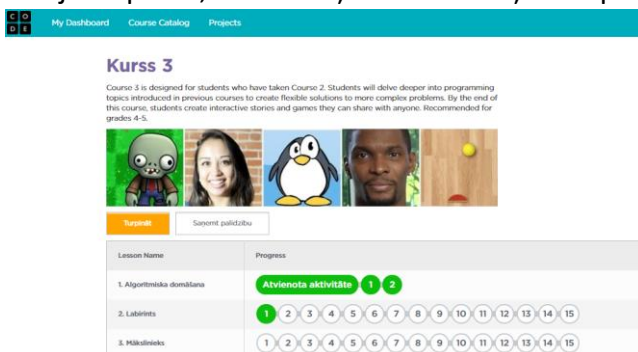 C O
D E
My Dashboard Course Catalog Projects
Kurss 3
Course 3 is designed for students who have taken Course 2. Students will delve deeper into programming
topics introduced in previous courses to create flexible solutions to more complex problems. By the end of
this course, students create interactive stories and games they can share with anyone. Recommended for
grades 4-5.
Turpināt Saņemt palīdzību
Lesson Name Progress
1. Algoritmiska domāšana Atvienota aktivitāte 1 2
2. Labirints 1 2 3 4 5 6 7 8 9 10 11 12 13 14 15
3. Mākslinieks 1 2 3 4 5 6 7 8 9 10 11 12 13 14 15